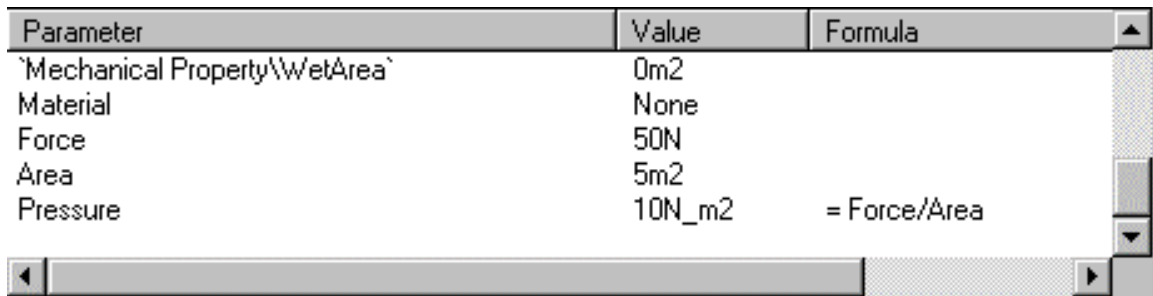 Parameter Value Formula
`Mechanical Property\\WetArea` 0m2
Material None
Force 50N
Area 5m2
Pressure 10N_m2 = Force/Area